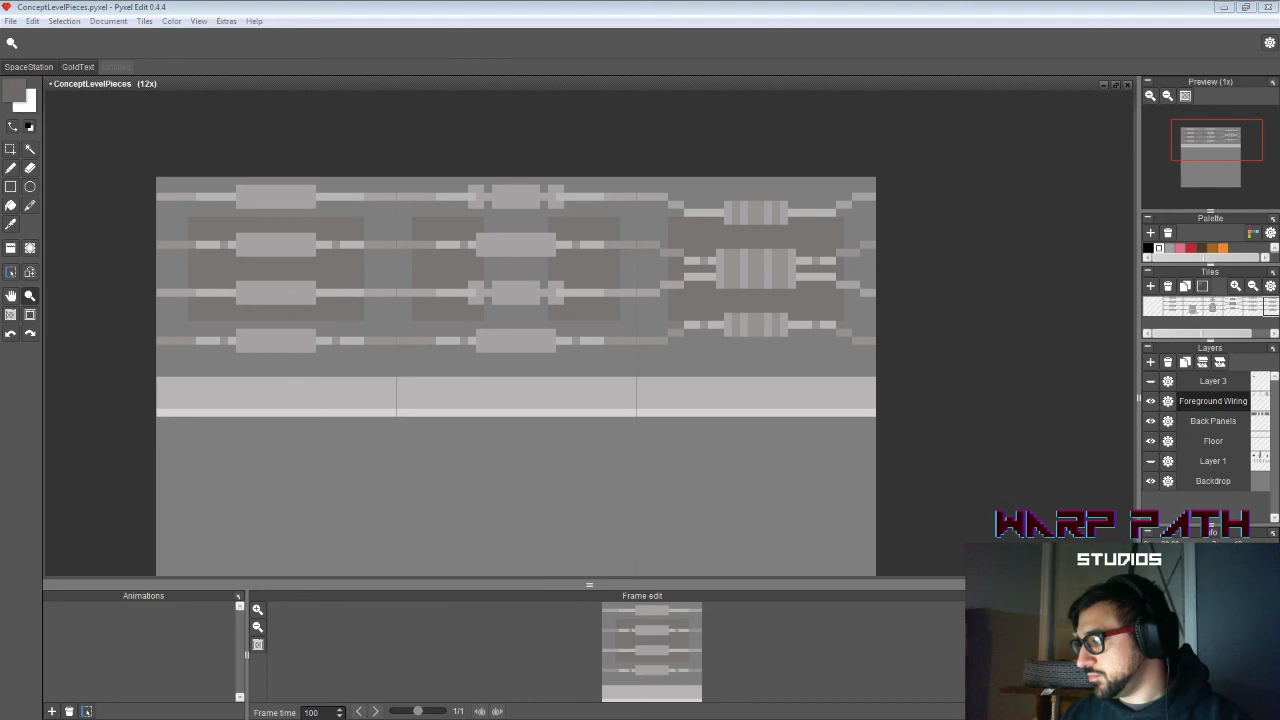 ConceptLevelPieces.pyxel - Pyxel Edit 0.4.4
File Edit Selection Document Tiles Color View Extras Help
SpaceStation GoldText Untitled
• ConceptLevelPieces (12x)
Preview (1x)
Palette
Tiles
Layers
Layer 3
Foreground Wiring
Back Panels
Floor
Layer 1
Backdrop
WARP PATH
STUDIOS
Animations
Frame edit
Frame time 100
1/1